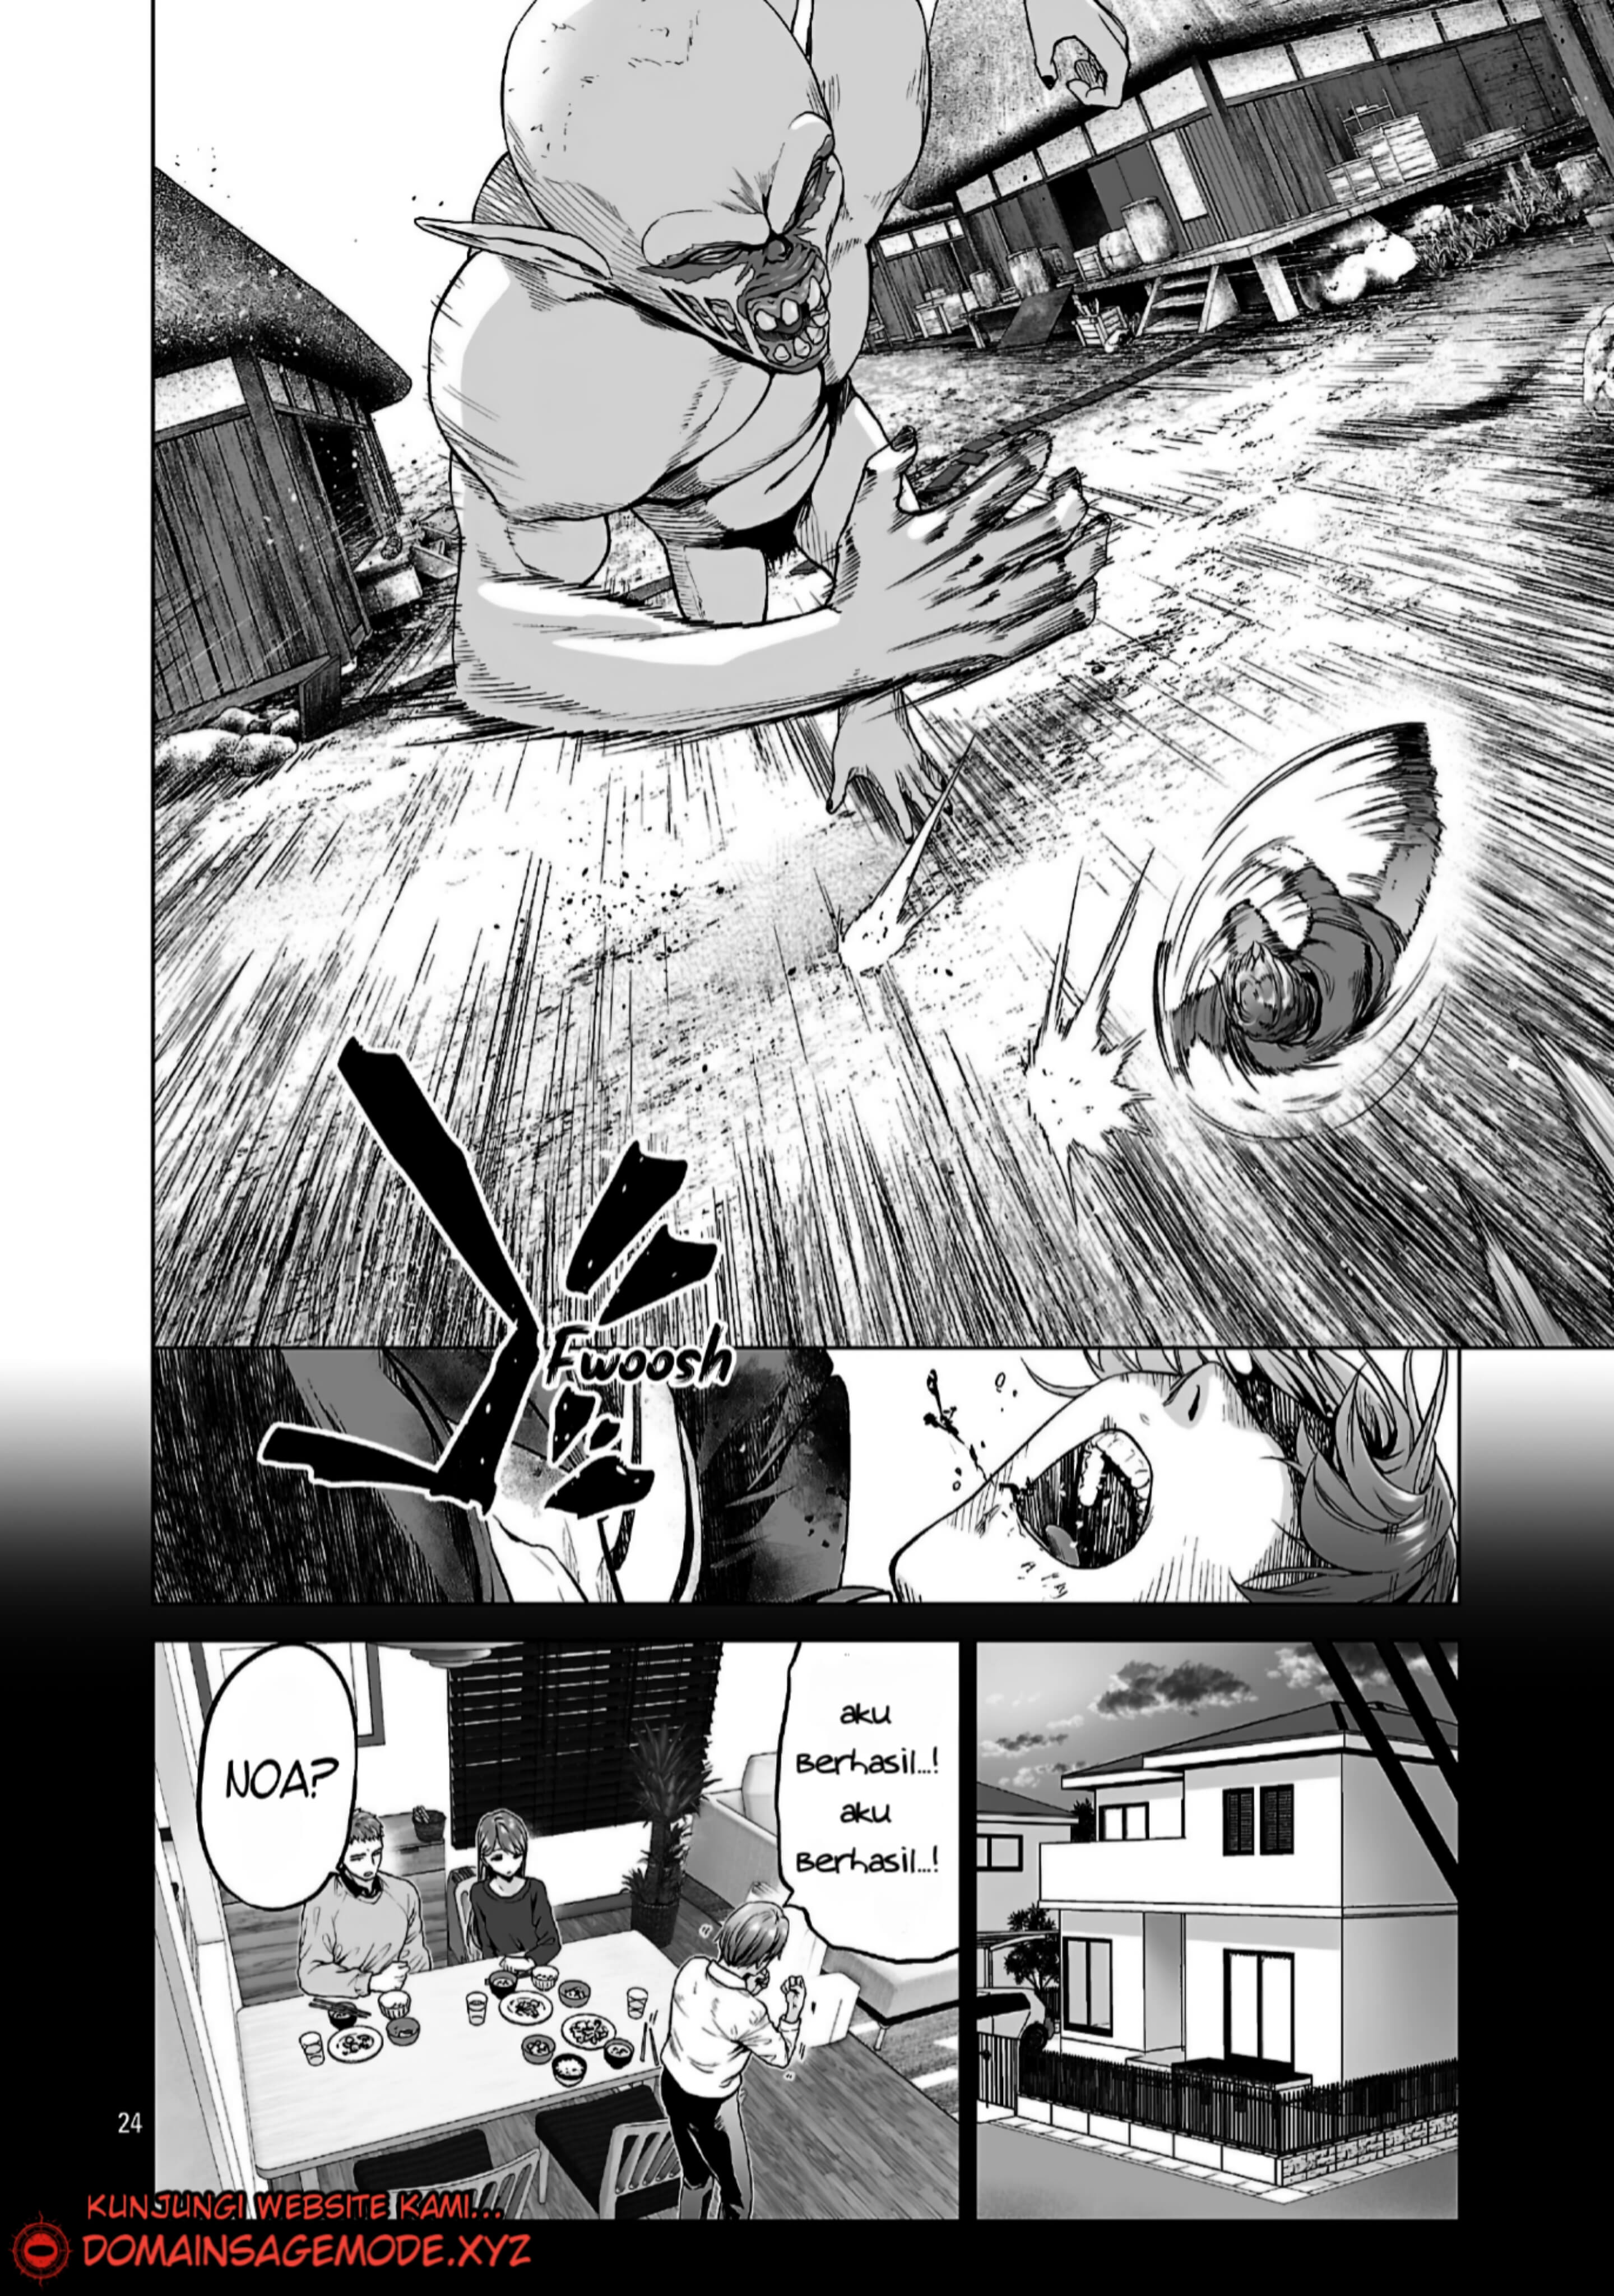 Fwoosh
aku
Berhasil...!
aku
Berhasil...!
NOA?
24
KUNJUNGI WEBSITE KAMI...
DOMAINSAGEMODE.XYZ